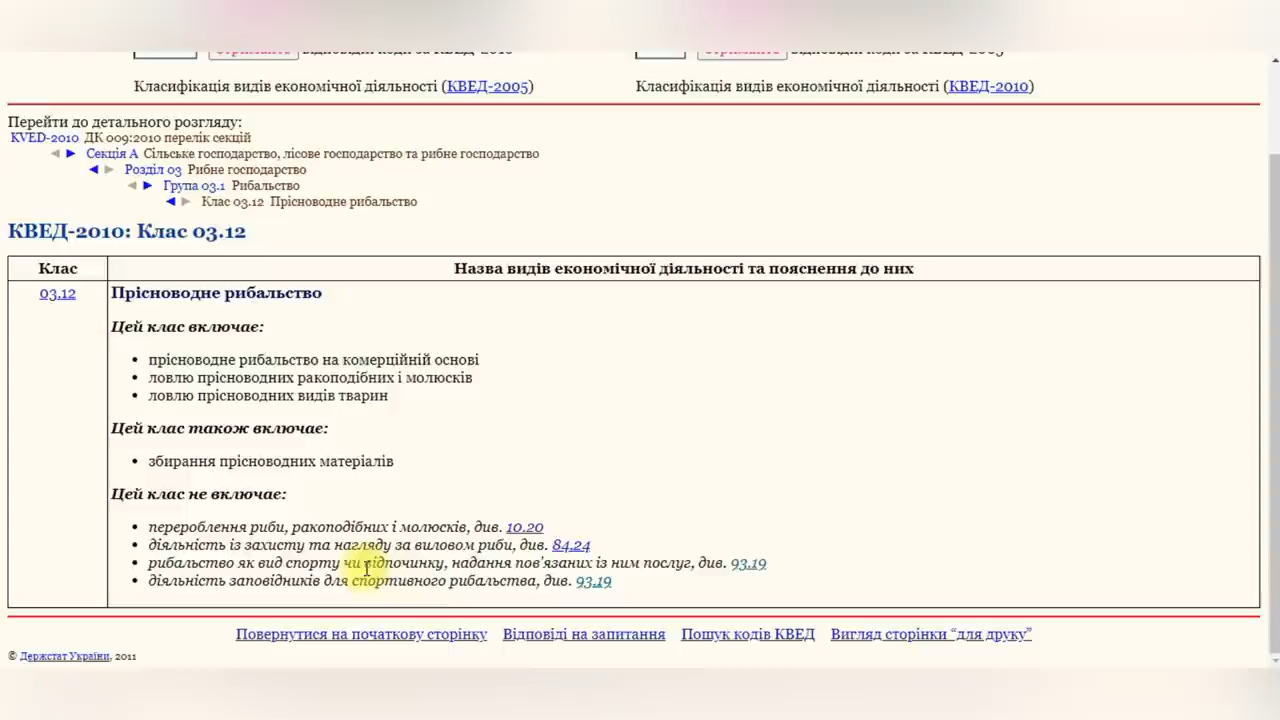 Класифікація видів економічної діяльності (КВЕД-2005)
Класифікація видів економічної діяльності (КВЕД-2010)
Перейти до детального розгляду:
KVED-2010 ДК 009:2010 перелік секцій
Секція A Сільське господарство, лісове господарство та рибне господарство
Розділ 03 Рибне господарство
Група 03.1 Рибальство
Клас 03.12 Прісноводне рибальство
КВЕД-2010: Клас 03.12
Клас
Назва видів економічної діяльності та пояснення до них
03.12
Прісноводне рибальство
Цей клас включає:
• прісноводне рибальство на комерційній основі
• ловлю прісноводних ракоподібних і молюсків
• ловлю прісноводних видів тварин
Цей клас також включає:
• збирання прісноводних матеріалів
Цей клас не включає:
• перероблення риби, ракоподібних і молюсків, див. 10.20
• діяльність із захисту та нагляду за виловом риби, див. 84.24
• рибальство як вид спорту чи відпочинку, надання пов'язаних із ним послуг, див. 93.19
• діяльність заповідників для спортивного рибальства, див. 93.19
Повернутися на початкову сторінку Відповіді на запитання Пошук кодів КВЕД Вигляд сторінки “для друку”
© Держстат України, 2011